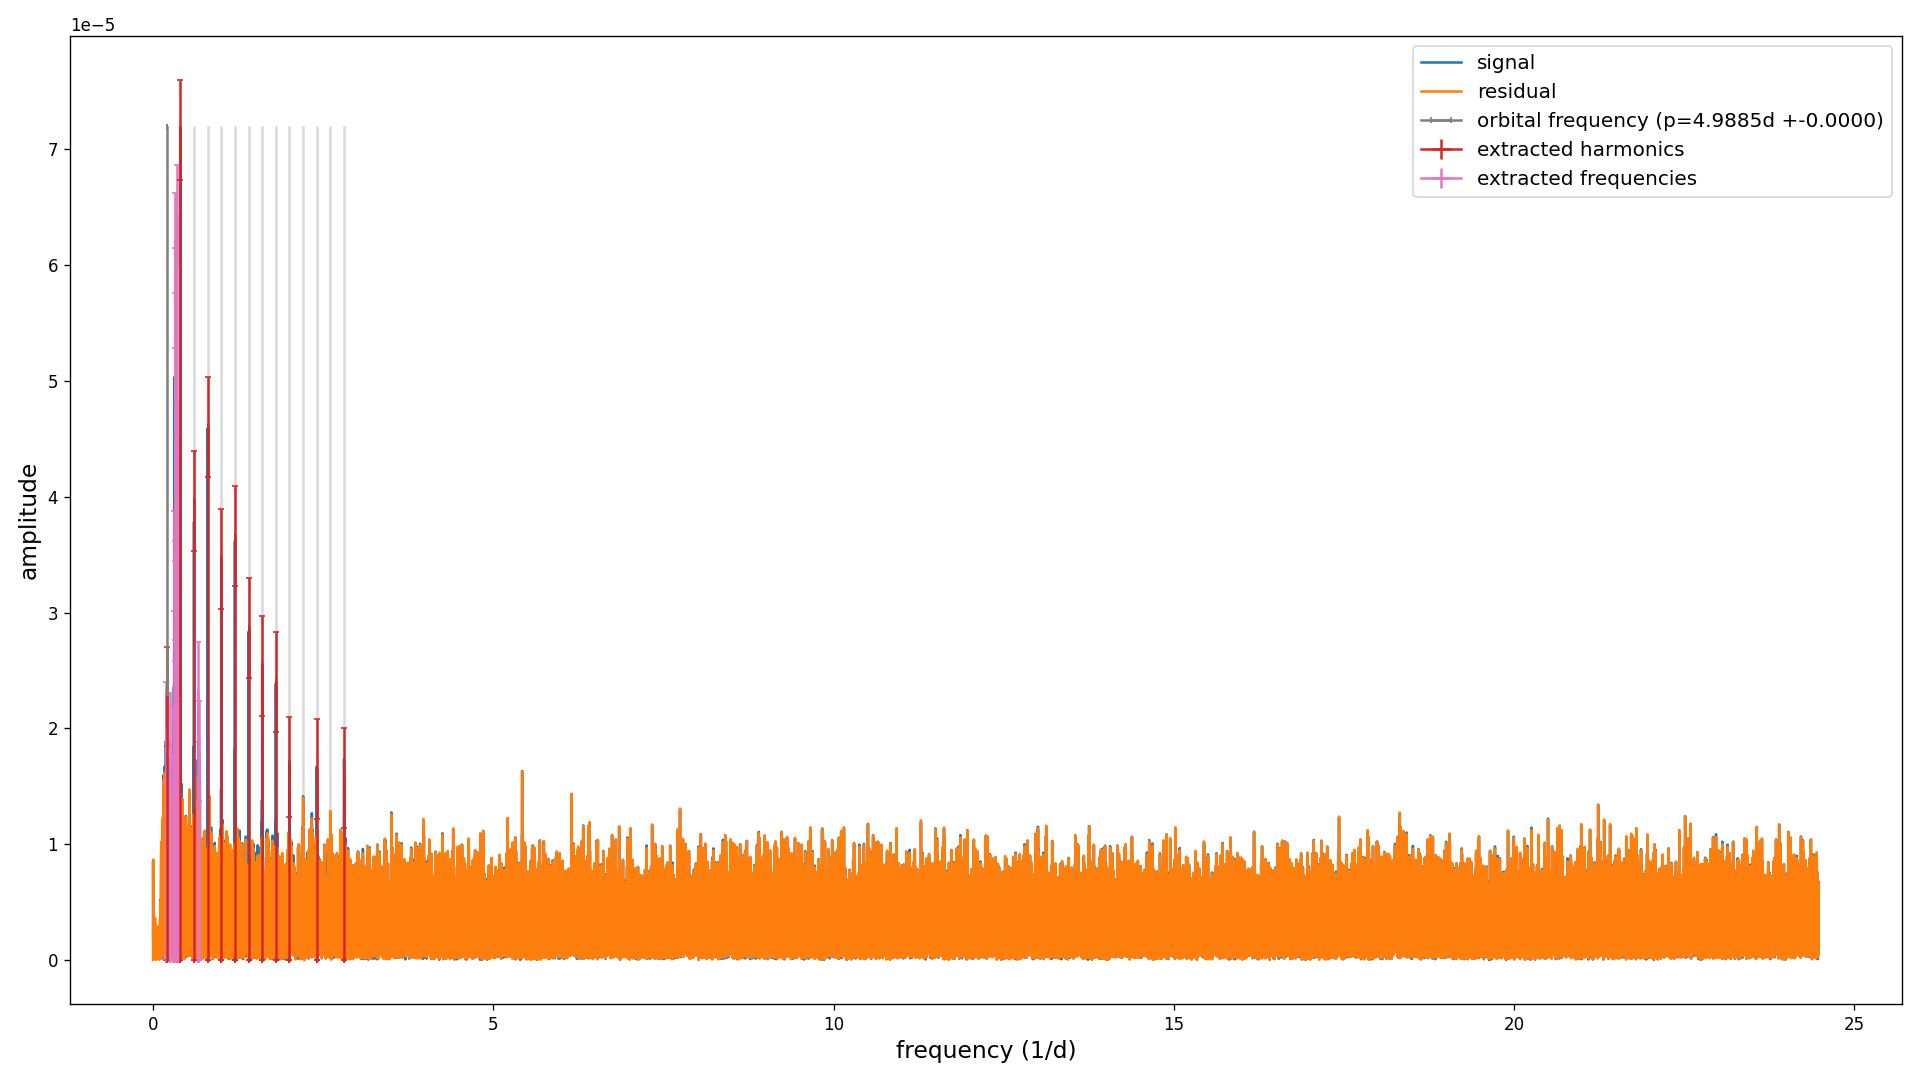 1e−5
signal
residual
orbital frequency (p=4.9885d +-0.0000)
extracted harmonics
extracted frequencies
7
6
5
4
3
2
1
0
amplitude
0 5 10 15 20 25
frequency (1/d)